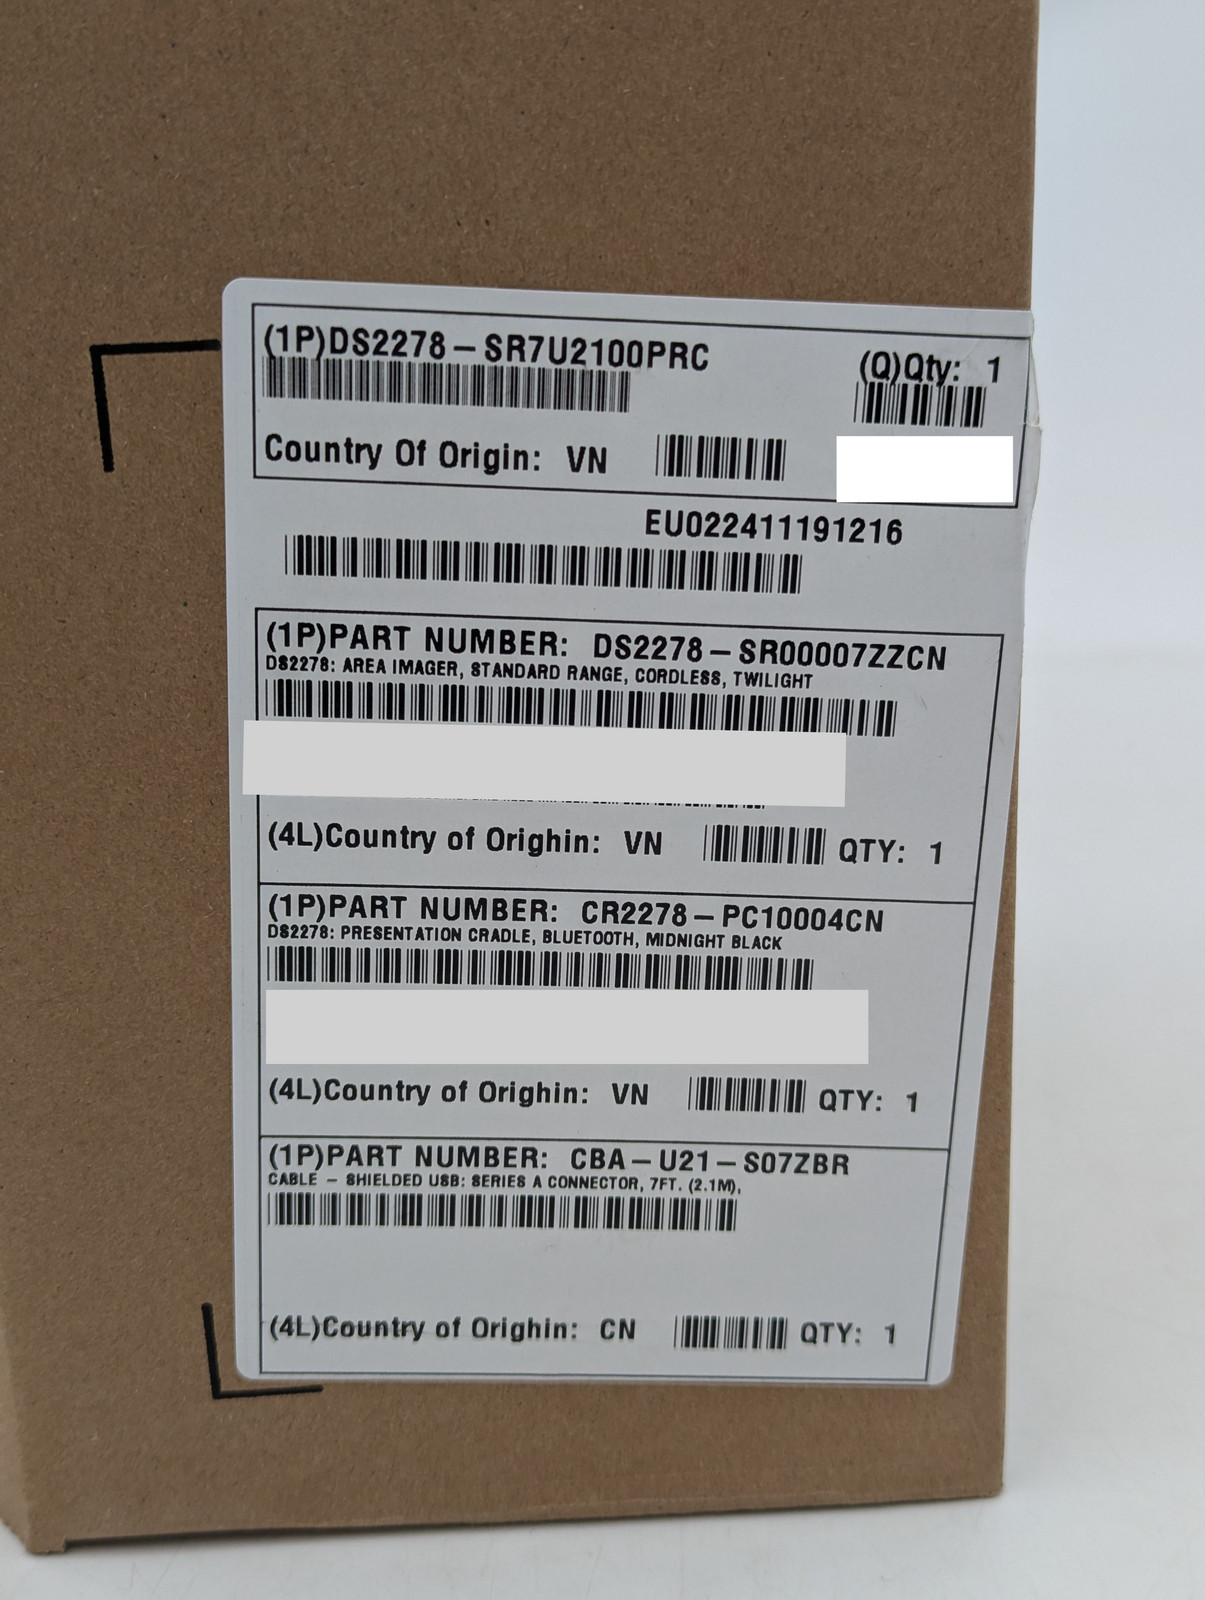 (1P)DS2278-SR7U2100PRC
(Q)Qty: 1
Country Of Origin: VN
EU022411191216
(1P)PART NUMBER: DS2278-SR00007ZZCN
DS2278: AREA IMAGER, STANDARD RANGE, CORDLESS, TWILIGHT
(4L)Country of Orighin: VN QTY: 1
(1P)PART NUMBER: CR2278-PC10004CN
DS2278: PRESENTATION CRADLE, BLUETOOTH, MIDNIGHT BLACK
(4L)Country of Orighin: VN QTY: 1
(1P)PART NUMBER: CBA-U21-S07ZBR
CABLE - SHIELDED USB: SERIES A CONNECTOR, 7FT. (2.1M),
(4L)Country of Orighin: CN QTY: 1